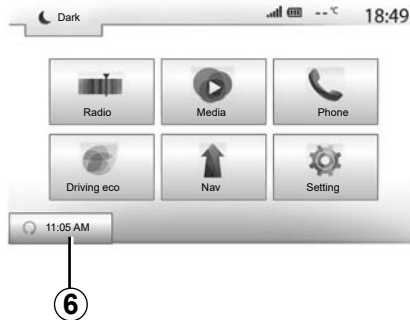 Dark
--°C 18:49
Radio Media Phone
Driving eco Nav Setting
11:05 AM
6